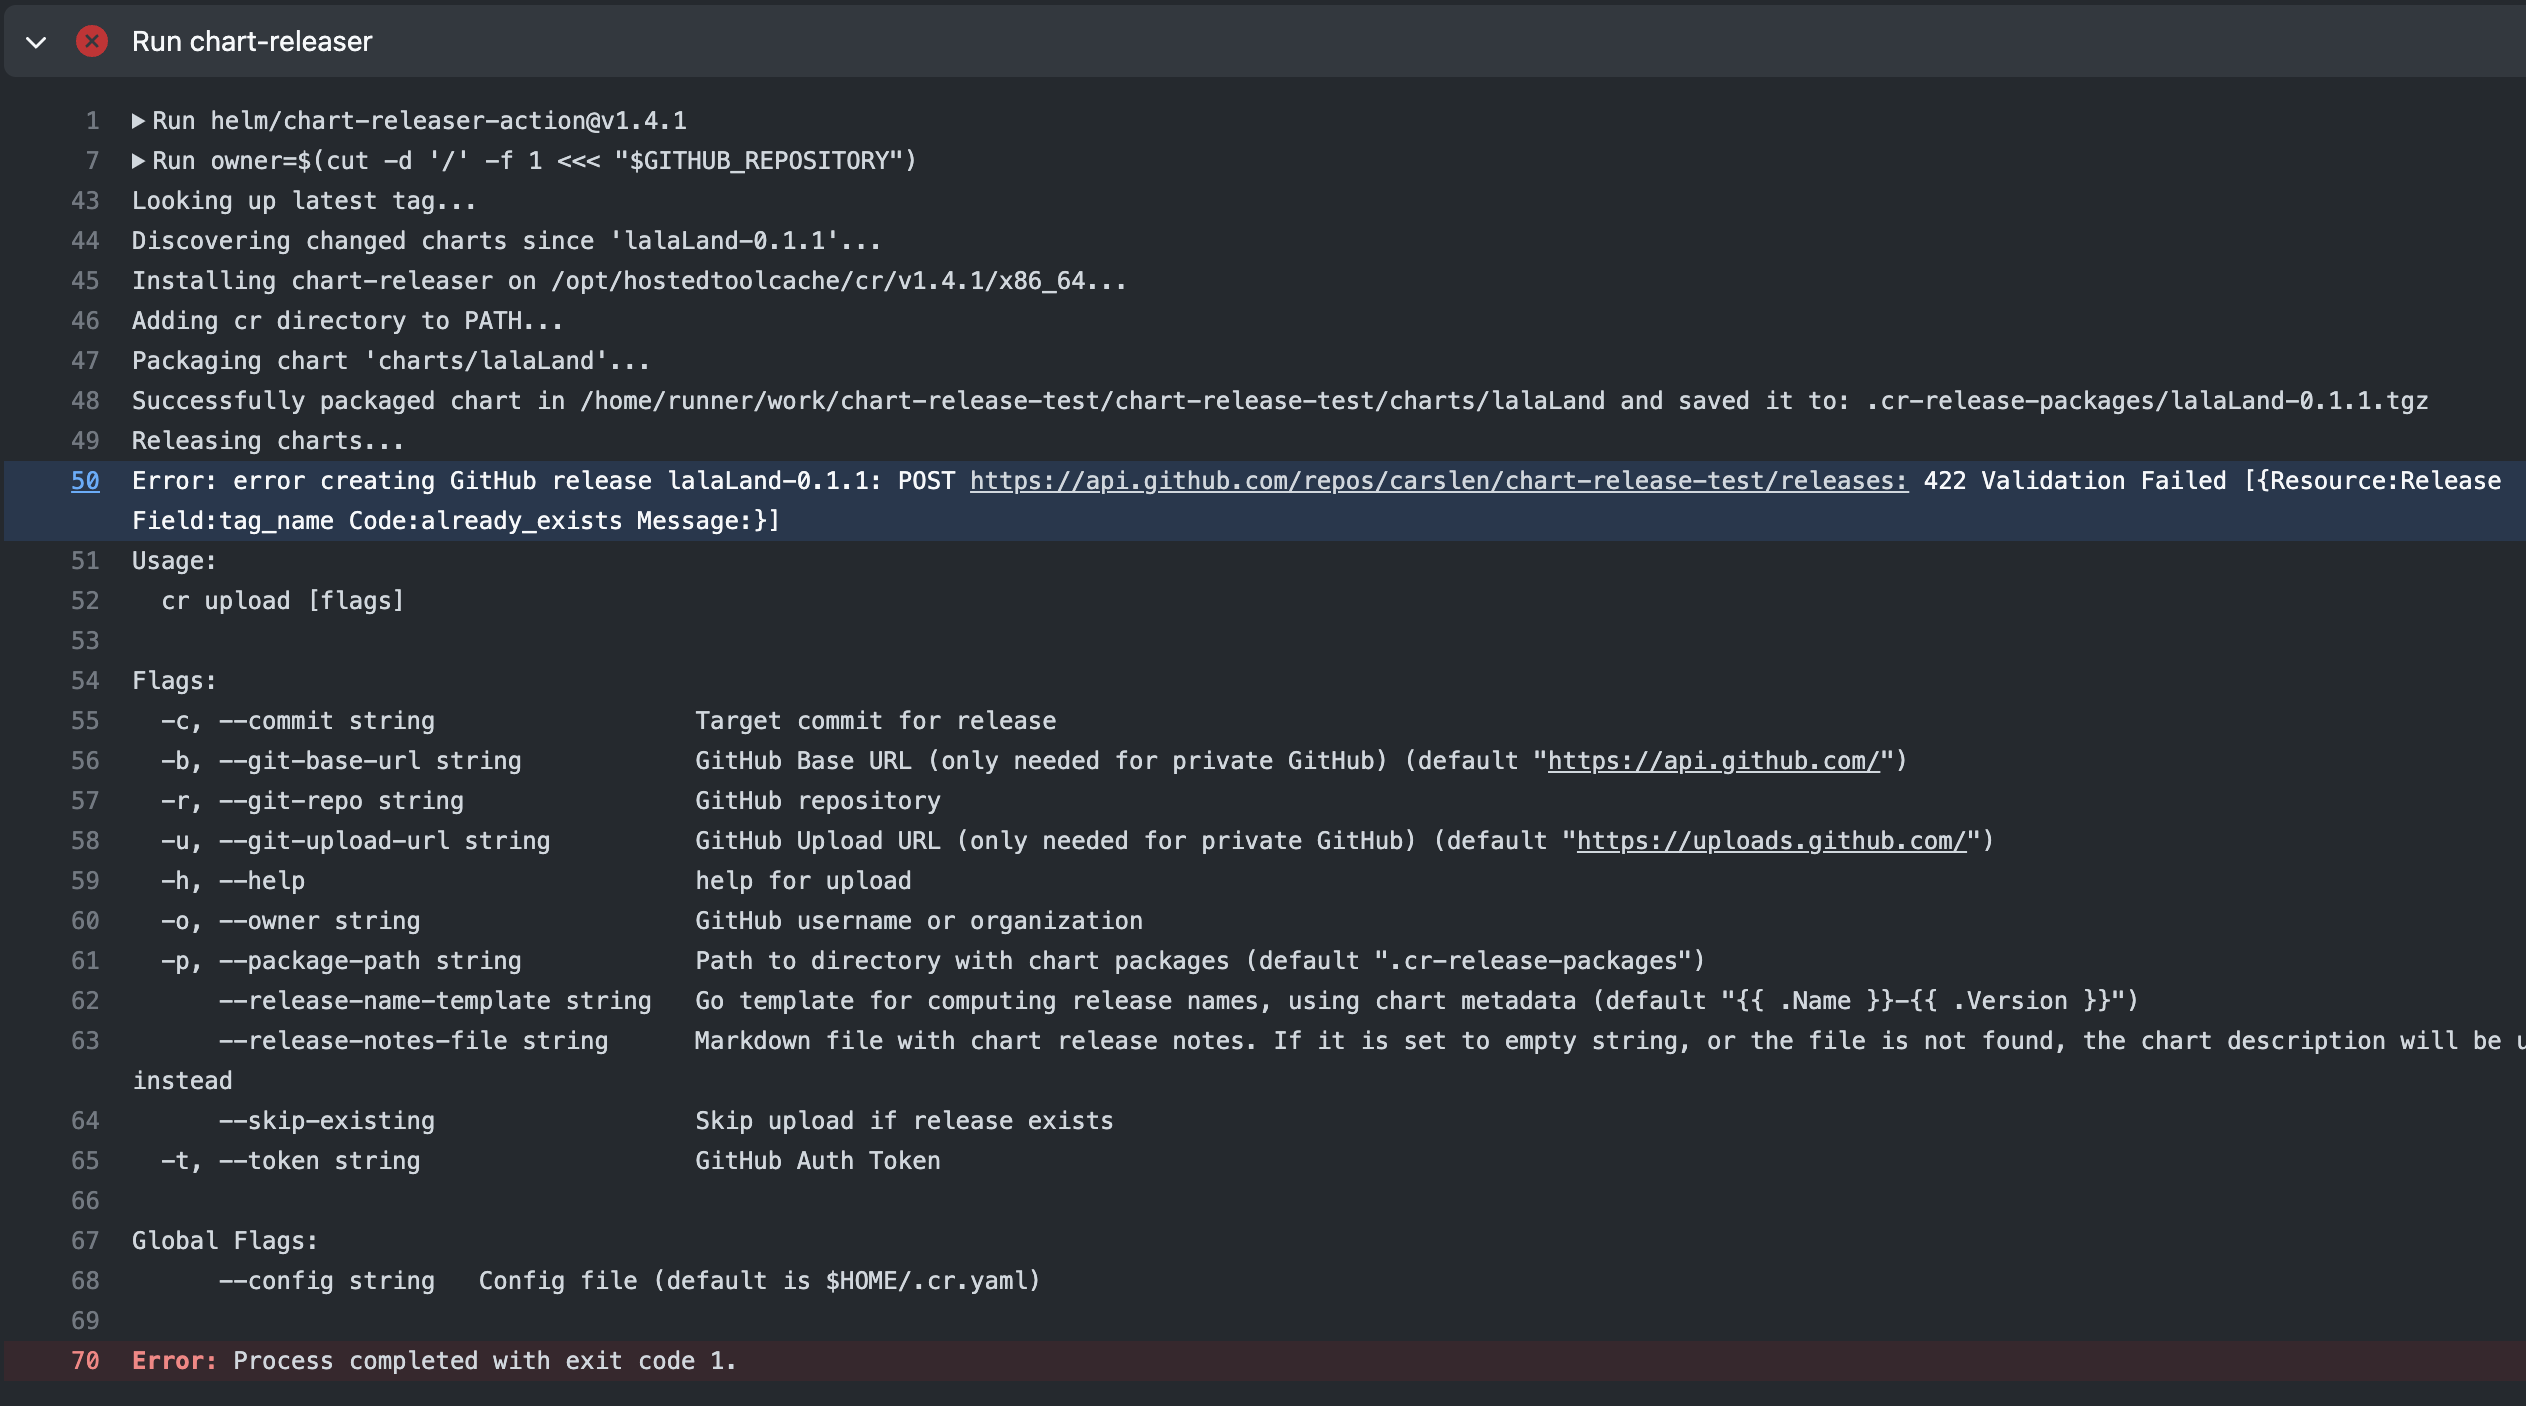 Run chart-releaser
1 ▶ Run helm/chart-releaser-action@v1.4.1
7 ▶ Run owner=$(cut -d '/' -f 1 <<< "$GITHUB_REPOSITORY")
43 Looking up latest tag...
44 Discovering changed charts since 'lalaLand-0.1.1'...
45 Installing chart-releaser on /opt/hostedtoolcache/cr/v1.4.1/x86_64...
46 Adding cr directory to PATH...
47 Packaging chart 'charts/lalaLand'...
48 Successfully packaged chart in /home/runner/work/chart-release-test/chart-release-test/charts/lalaLand and saved it to: .cr-release-packages/lalaLand-0.1.1.tgz
49 Releasing charts...
50 Error: error creating GitHub release lalaLand-0.1.1: POST https://api.github.com/repos/carslen/chart-release-test/releases: 422 Validation Failed [{Resource:Release
Field:tag_name Code:already_exists Message:}]
51 Usage:
52 cr upload [flags]
53
54 Flags:
55 -c, --commit string Target commit for release
56 -b, --git-base-url string GitHub Base URL (only needed for private GitHub) (default "https://api.github.com/")
57 -r, --git-repo string GitHub repository
58 -u, --git-upload-url string GitHub Upload URL (only needed for private GitHub) (default "https://uploads.github.com/")
59 -h, --help help for upload
60 -o, --owner string GitHub username or organization
61 -p, --package-path string Path to directory with chart packages (default ".cr-release-packages")
62 --release-name-template string Go template for computing release names, using chart metadata (default "{{ .Name }}-{{ .Version }}")
63 --release-notes-file string Markdown file with chart release notes. If it is set to empty string, or the file is not found, the chart description will be
instead
64 --skip-existing Skip upload if release exists
65 -t, --token string GitHub Auth Token
66
67 Global Flags:
68 --config string Config file (default is $HOME/.cr.yaml)
69
70 Error: Process completed with exit code 1.